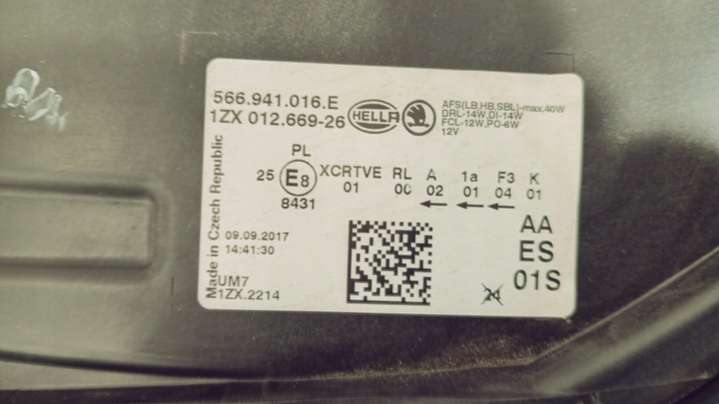 566.941.016.E
1ZX 012.669-26
HELLA
AFS(LB,HB,SBL)-max.40W
DRL-14W,DI-14W
FCL-12W,PO-6W
12V
PL
25 E8 XCRTVE RL A 1a F3 K
8431 01 00 02 01 04 01
Made in Czech Republic
09.09.2017
14:41:30
UM7
1ZX.2214
AA
ES
01S